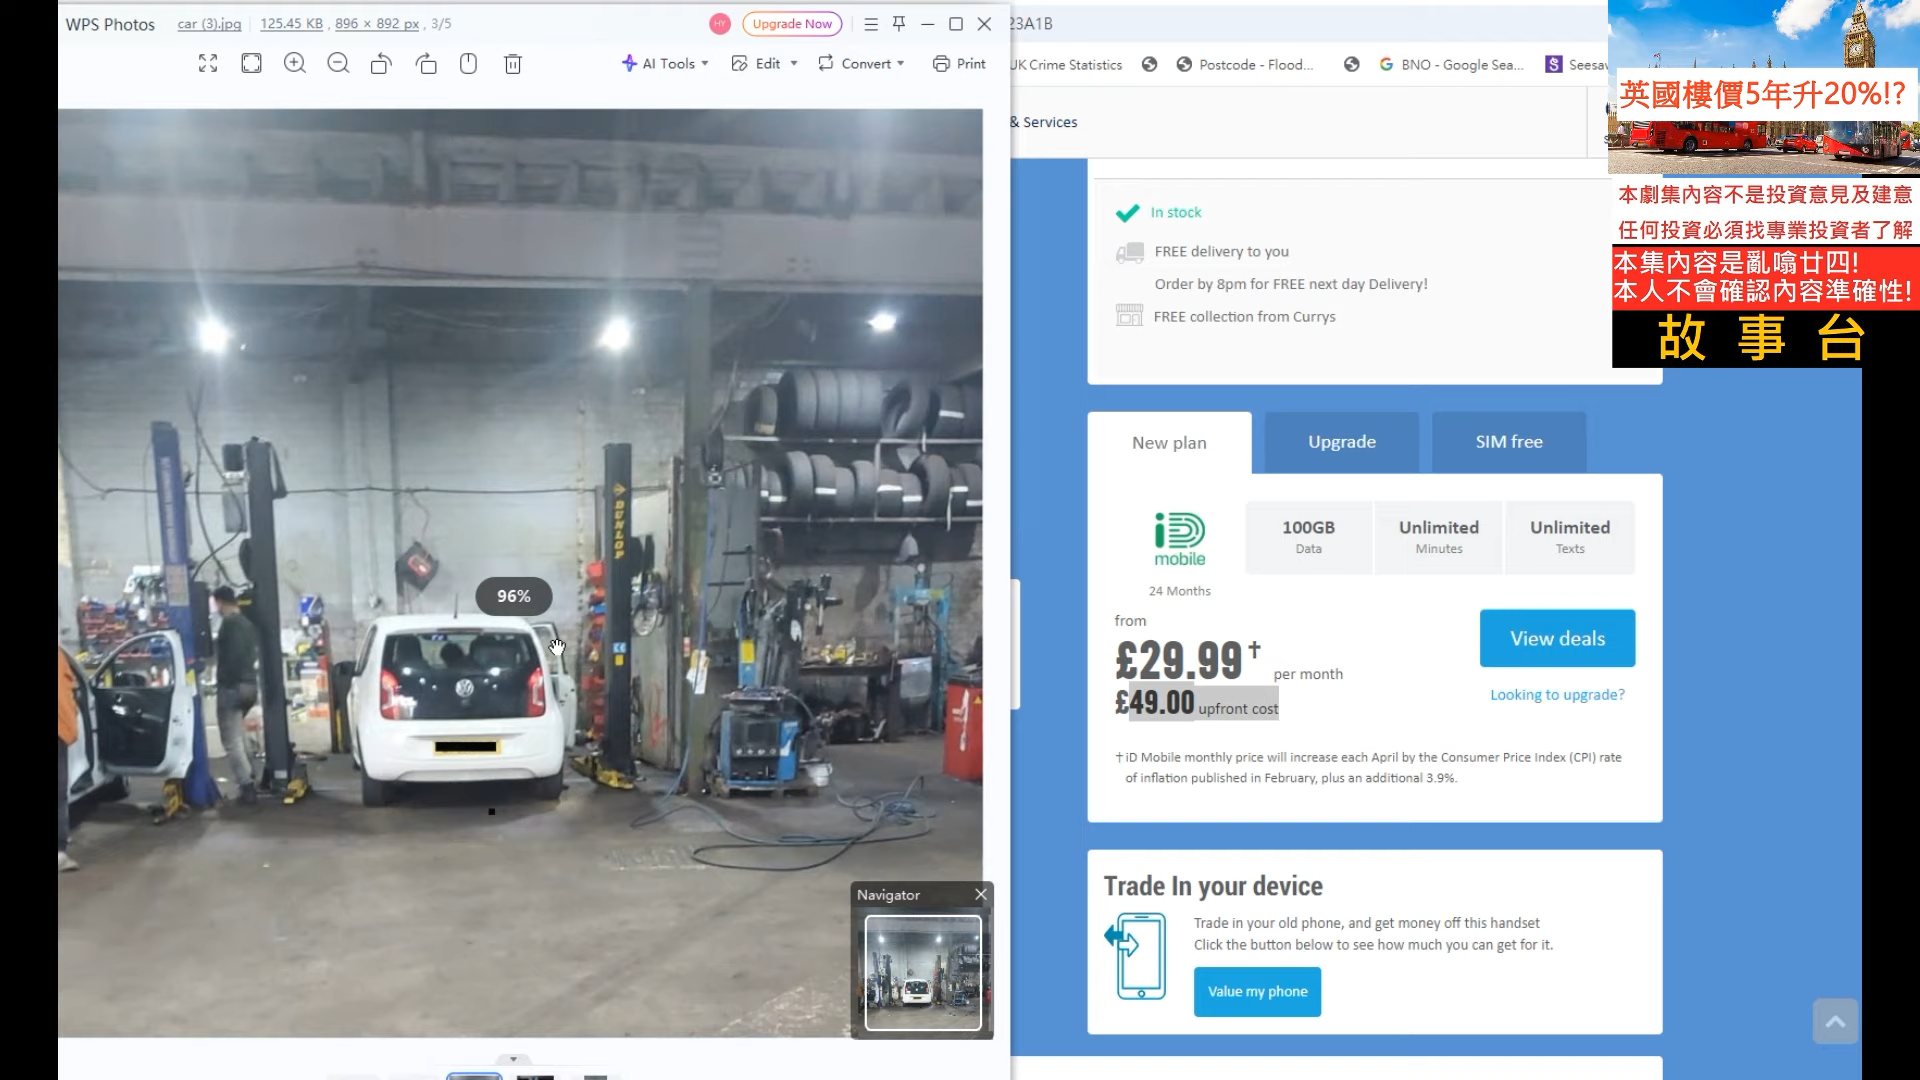 WPS Photos car (3).jpg 125.45 KB , 896 × 892 px , 3/5 HY Upgrade Now
AI Tools Edit Convert Print
96%
DUNLOP
Navigator
23A1B
UK Crime Statistics Postcode - Flood... BNO - Google Sea... Seesaw
& Services
In stock
FREE delivery to you
Order by 8pm for FREE next day Delivery!
FREE collection from Currys
New plan Upgrade SIM free
iD mobile
24 Months
100GB Unlimited Unlimited
Data Minutes Texts
from
£29.99† per month
£49.00 upfront cost
View deals
Looking to upgrade?
† iD Mobile monthly price will increase each April by the Consumer Price Index (CPI) rate
of inflation published in February, plus an additional 3.9%.
Trade In your device
Trade in your old phone, and get money off this handset
Click the button below to see how much you can get for it.
Value my phone
英國樓價5年升20%!?
本劇集內容不是投資意見及建意
任何投資必須找專業投資者了解
本集內容是亂噏廿四!
本人不會確認內容準確性!
故事台